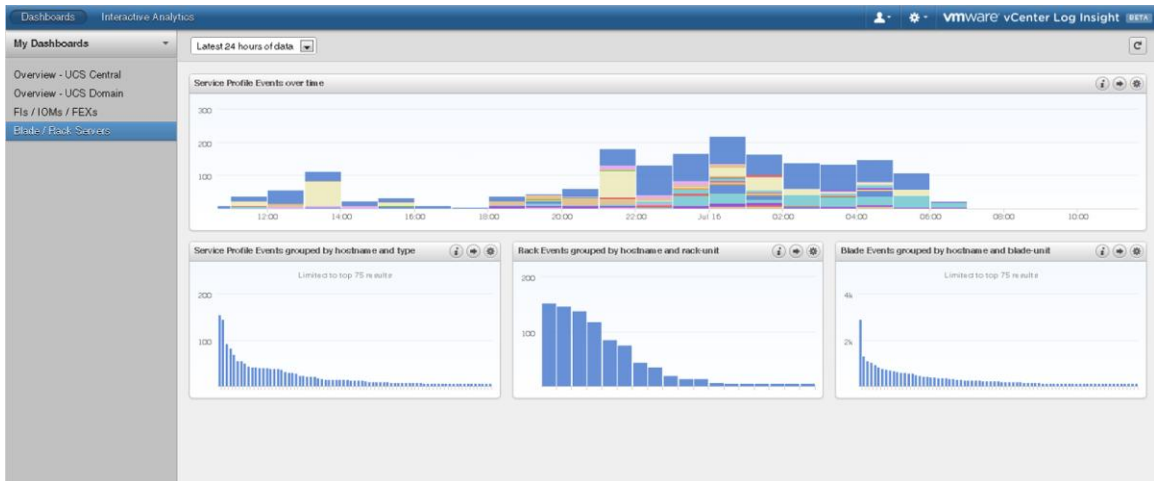 Dashboards Interactive Analytics vmware vCenter Log Insight BETA
My Dashboards
Latest 24 hours of data
Overview - UCS Central
Overview - UCS Domain
FIs / IOMs / FEXs
Blade / Rack Servers
Service Profile Events over time
300
200
100
12:00 14:00 16:00 18:00 20:00 22:00 Jul 16 02:00 04:00 06:00 08:00 10:00
Service Profile Events grouped by hostname and type
Limited to top 75 results
200
100
Rack Events grouped by hostname and rack-unit
200
100
Blade Events grouped by hostname and blade-unit
Limited to top 75 results
4k
2k